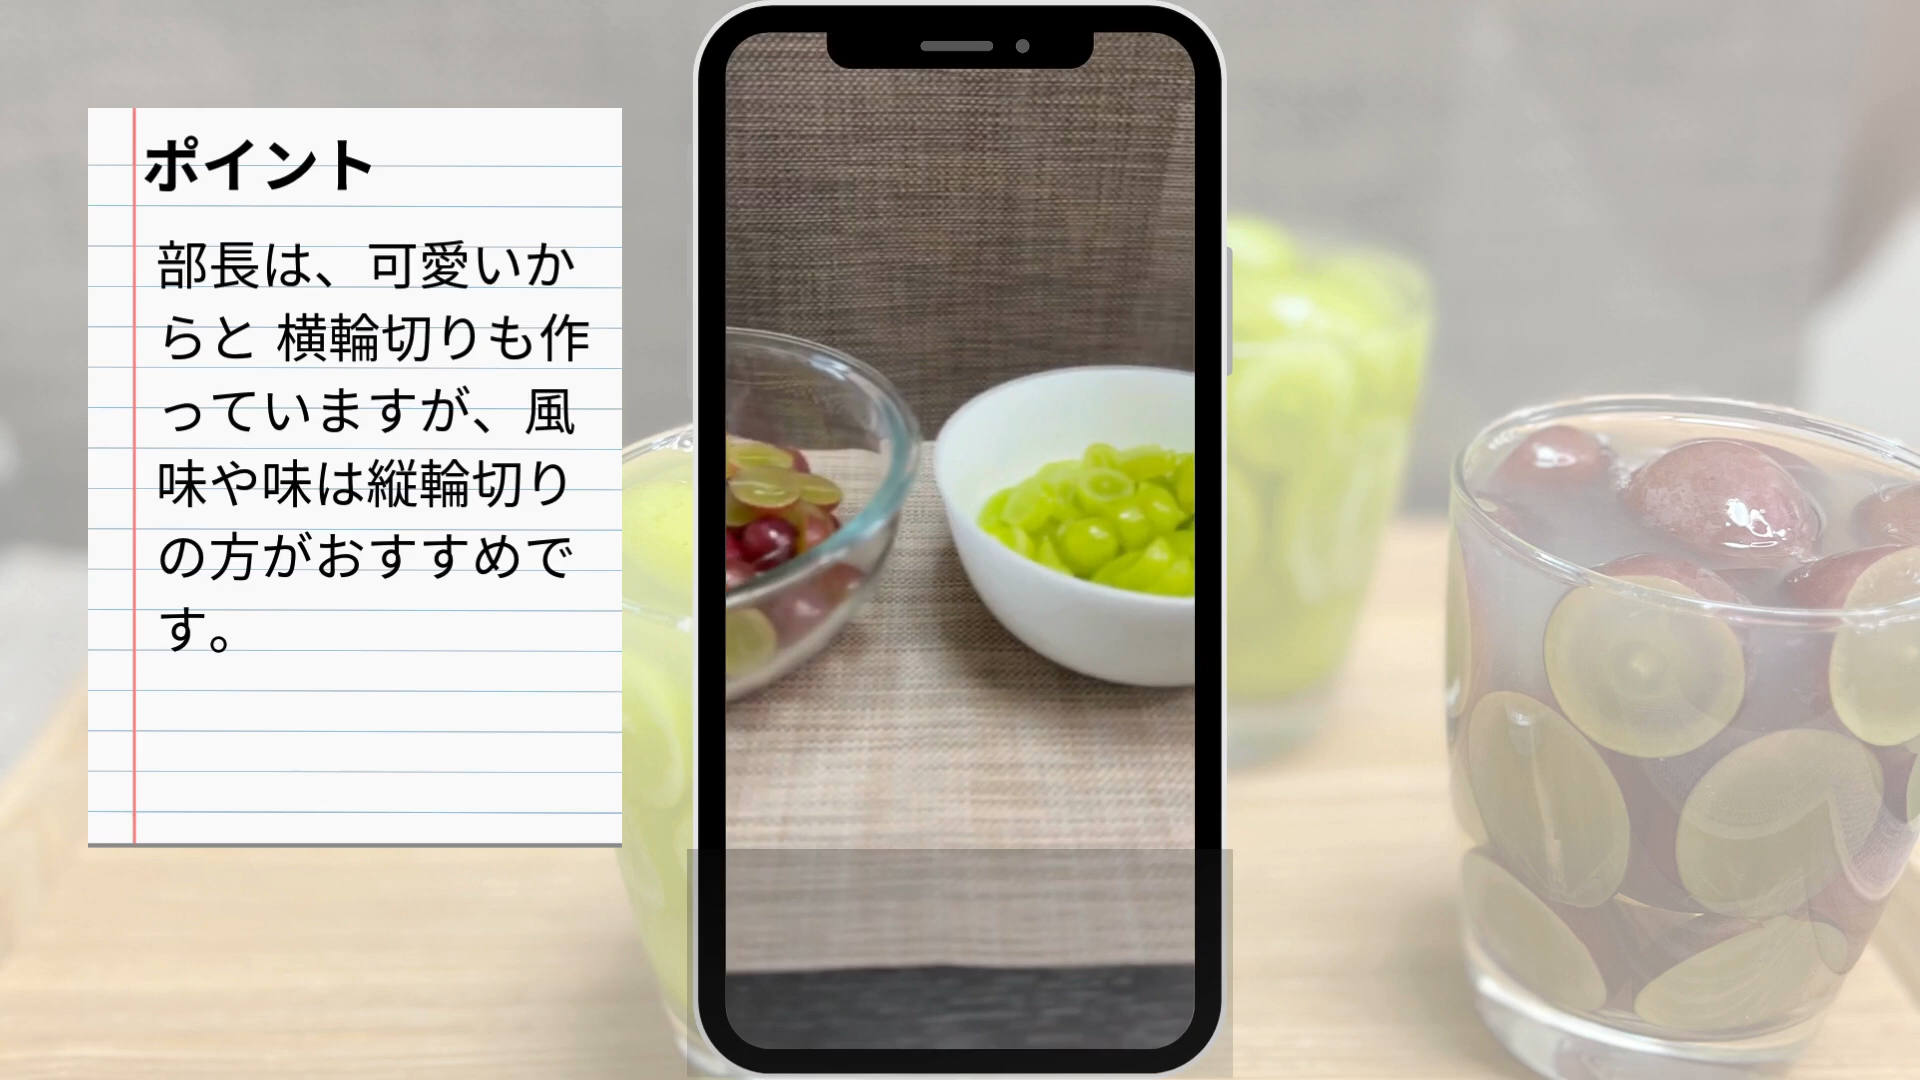 ポイント
部長は、可愛いか
らと 横輪切りも作
っていますが、風
味や味は縦輪切り
の方がおすすめで
す。